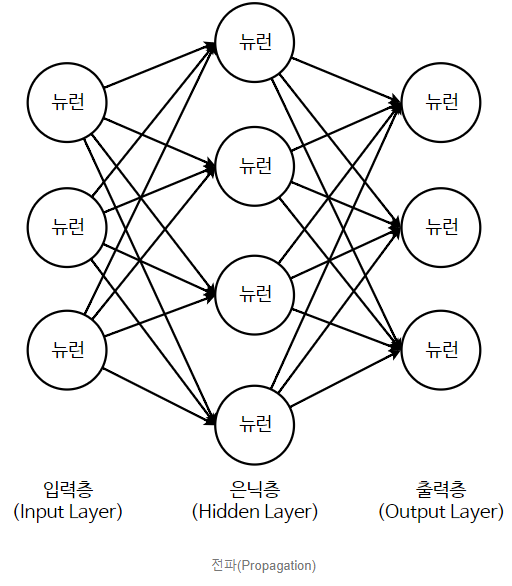 뉴런
뉴런
뉴런
뉴런
뉴런
뉴런
뉴런
뉴런
뉴런
뉴런
입력층
(Input Layer)
은닉층
(Hidden Layer)
출력층
(Output Layer)
전파(Propagation)